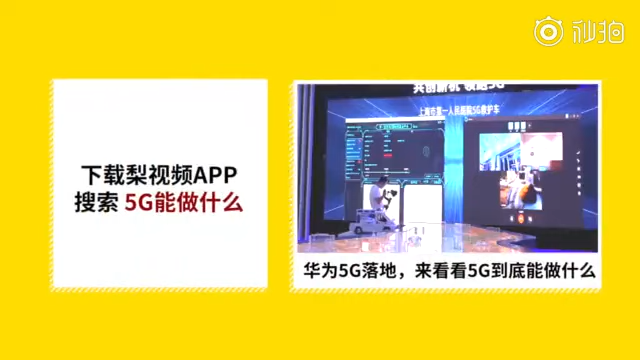 秒拍
下载梨视频APP
搜索 5G能做什么
共创新机 领跑5G
上海市第一人民医院5G救护车
华为5G落地，来看看5G到底能做什么